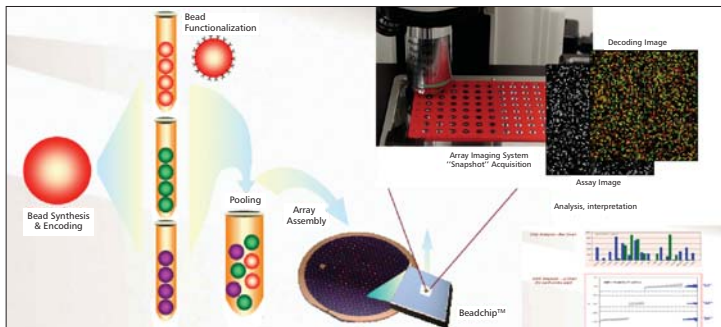 Bead
Functionalization
Decoding Image
Array Imaging System
"Snapshot" Acquisition
Assay Image
Bead Synthesis
& Encoding
Pooling
Array
Assembly
Analysis, interpretation
Beadchip™